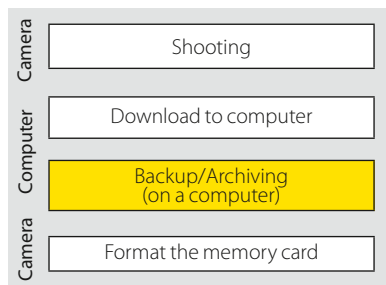 Camera
Shooting
Computer
Download to computer
Backup/Archiving
(on a computer)
Camera
Format the memory card